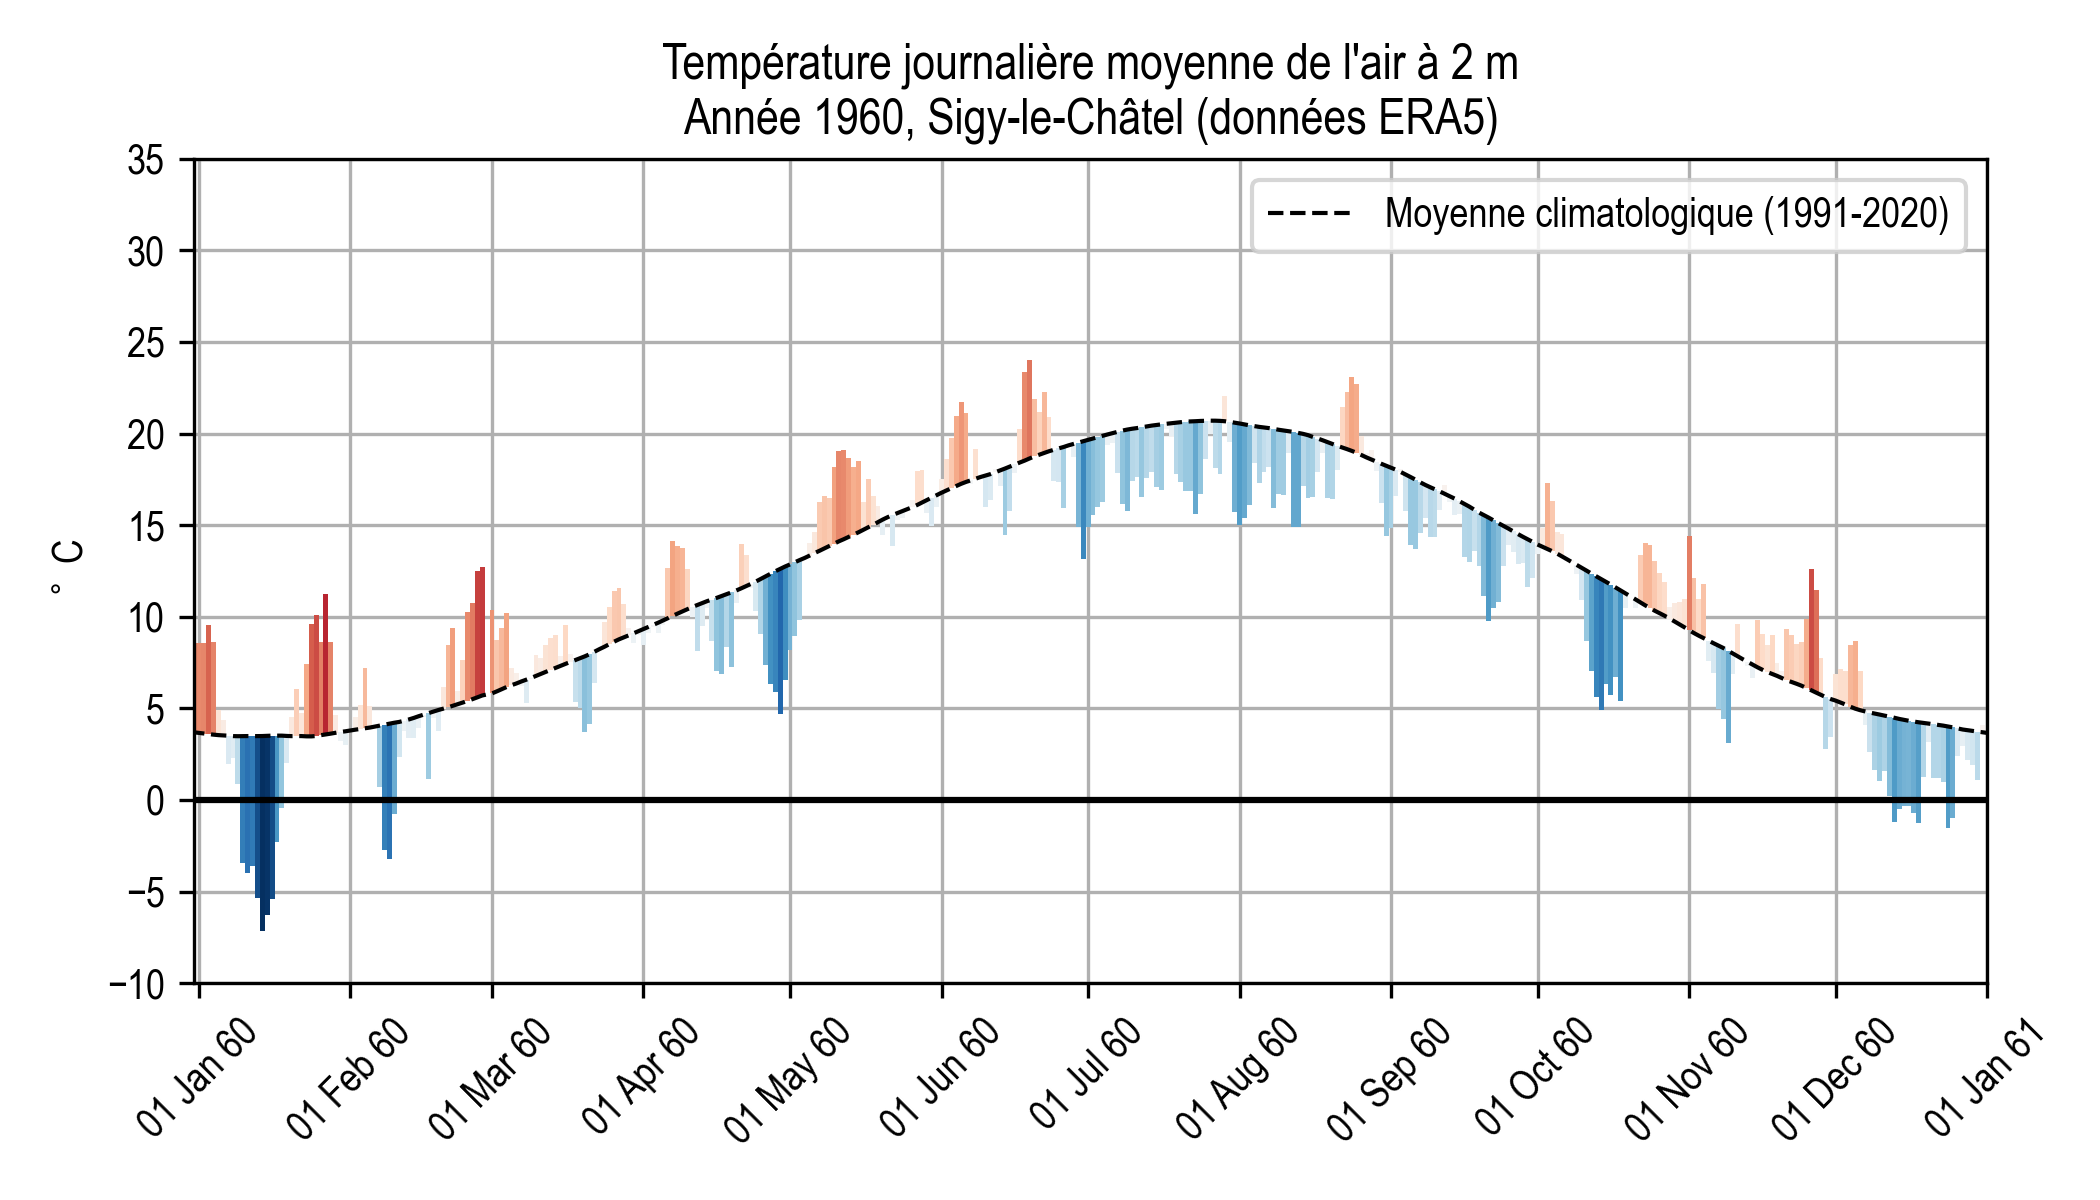 Température journalière moyenne de l'air à 2 m
Année 1960, Sigy-le-Châtel (données ERA5)
Moyenne climatologique (1991-2020)
35
30
25
20
15
10
5
0
−5
−10
° C
01 Jan 60
01 Feb 60
01 Mar 60
01 Apr 60
01 May 60
01 Jun 60
01 Jul 60
01 Aug 60
01 Sep 60
01 Oct 60
01 Nov 60
01 Dec 60
01 Jan 61